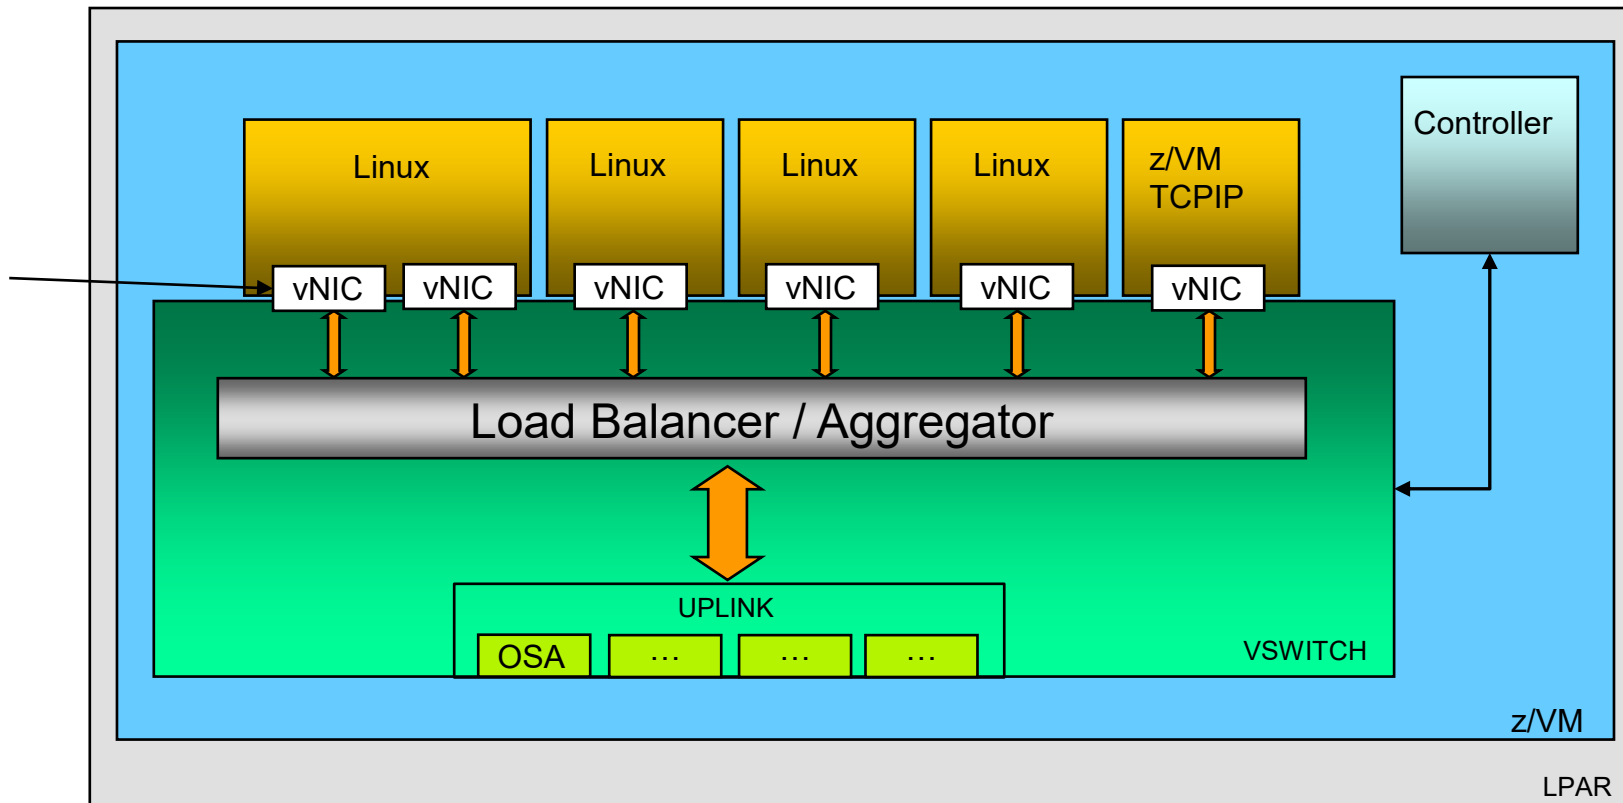 Controller
Linux
Linux
Linux
Linux
z/VM
TCPIP
vNIC
vNIC
vNIC
vNIC
vNIC
vNIC
Load Balancer / Aggregator
UPLINK
OSA
...
...
...
VSWITCH
z/VM
LPAR